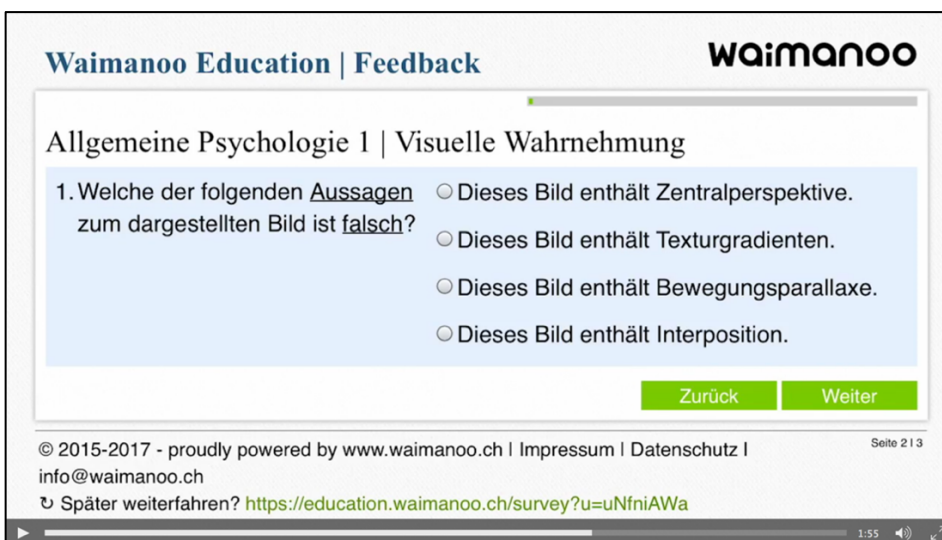 Waimanoo Education | Feedback
waimanoo
Allgemeine Psychologie 1 | Visuelle Wahrnehmung
1. Welche der folgenden Aussagen
zum dargestellten Bild ist falsch?
Dieses Bild enthält Zentralperspektive.
Dieses Bild enthält Texturgradienten.
Dieses Bild enthält Bewegungsparallaxe.
Dieses Bild enthält Interposition.
Zurück
Weiter
© 2015-2017 - proudly powered by www.waimanoo.ch I Impressum I Datenschutz I
info@waimanoo.ch
Seite 2 I 3
↻ Später weiterfahren? https://education.waimanoo.ch/survey?u=uNfniAWa
1:55